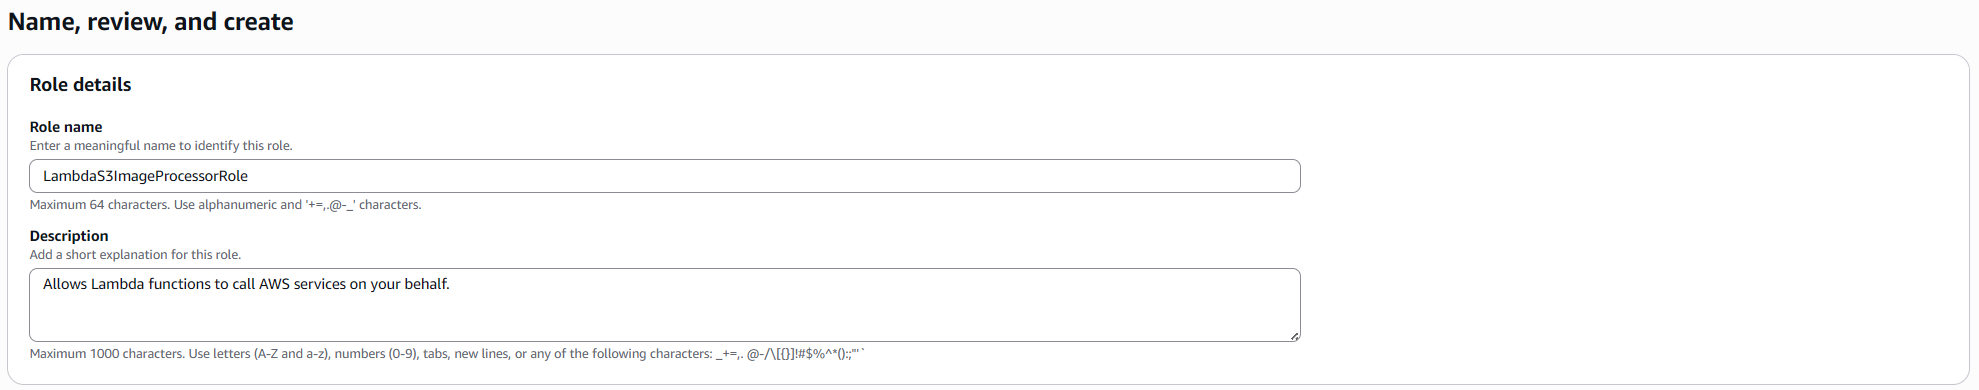 Name, review, and create
Role details
Role name
Enter a meaningful name to identify this role.
LambdaS3ImageProcessorRole
Maximum 64 characters. Use alphanumeric and '+=,.@-_' characters.
Description
Add a short explanation for this role.
Allows Lambda functions to call AWS services on your behalf.
Maximum 1000 characters. Use letters (A-Z and a-z), numbers (0-9), tabs, new lines, or any of the following characters: _+=,. @-/\[{}]!#$%^*();:"'`